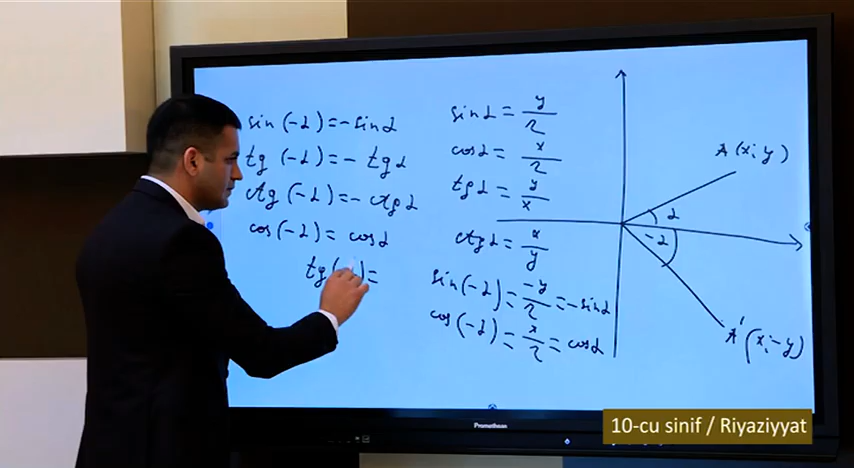 sin(-α)=-sinα
tg(-α)=-tgα
ctg(-α)=-ctgα
cos(-α)=cosα
tg( )=
sinα=y/r
cosα=x/r
tgα=y/x
ctgα=x/y
sin(-α)=-y/r=-sinα
cos(-α)=x/r=cosα
A(x;y)
α
-α
A'(x;-y)
Promethean
10-cu sinif / Riyaziyyat